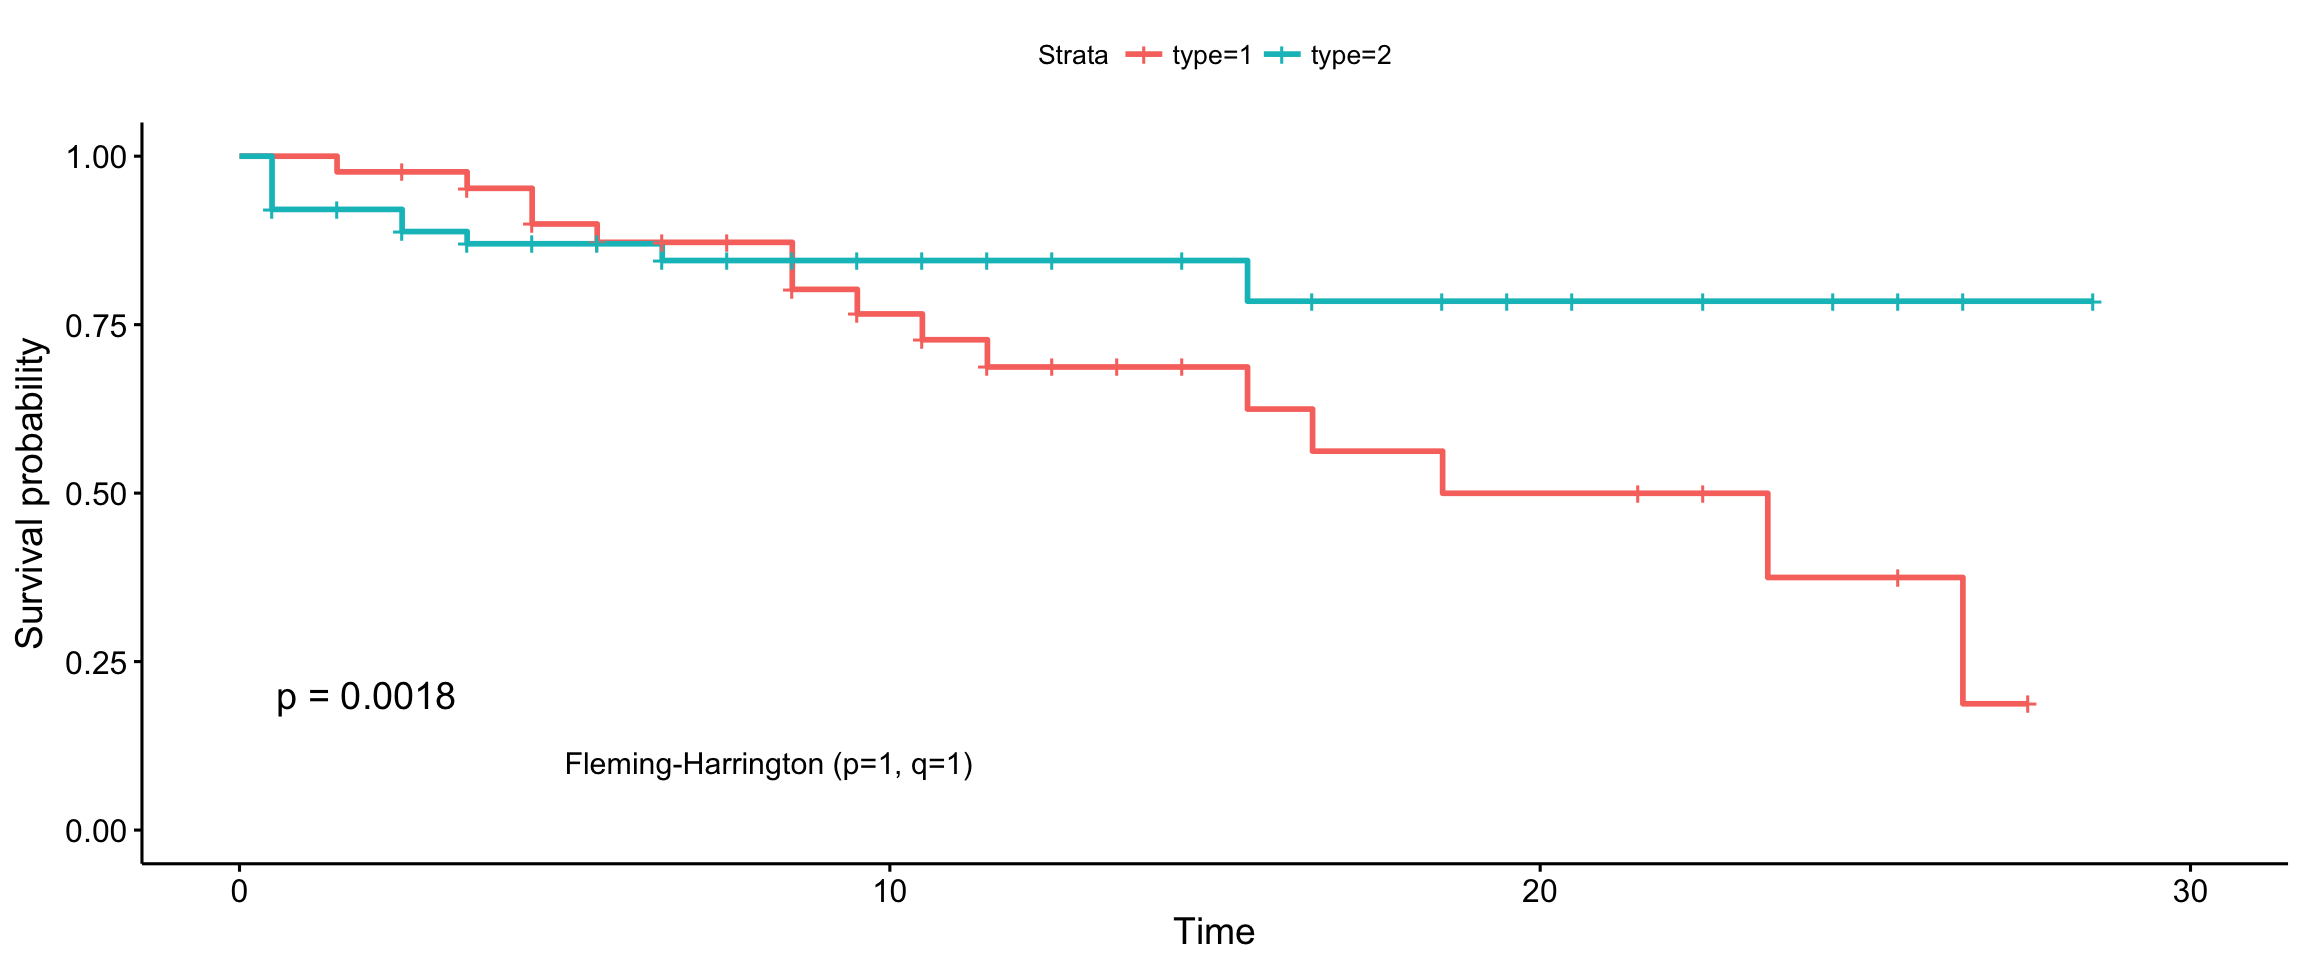 Strata type=1 type=2
1.00
0.75
0.50
0.25
0.00
Survival probability
p = 0.0018
Fleming-Harrington (p=1, q=1)
0 10 20 30
Time